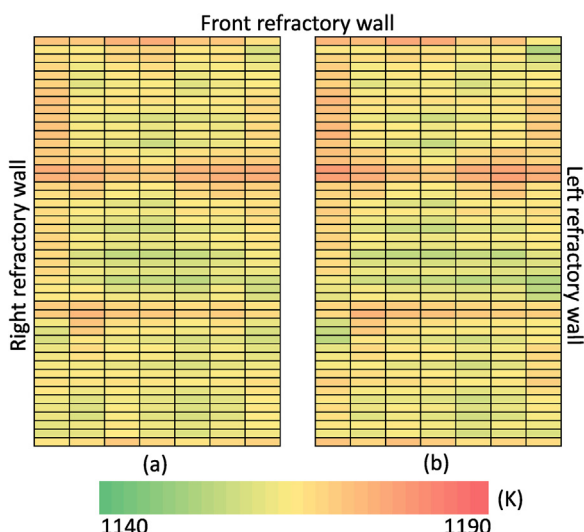 Front refractory wall
Right refractory wall
Left refractory wall
(a)
(b)
(K)
1140
1190